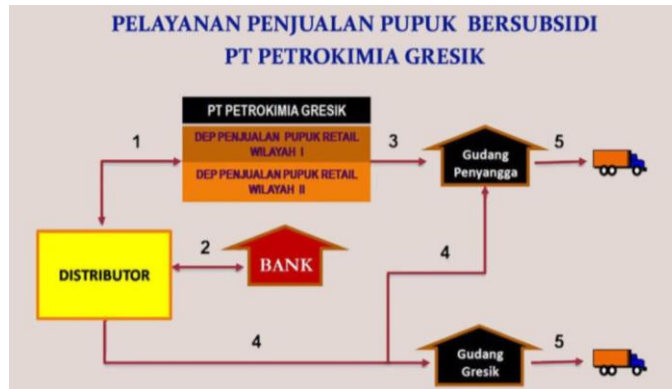 PELAYANAN PENJUALAN PUPUK BERSUBSIDI
PT PETROKIMIA GRESIK
PT PETROKIMIA GRESIK
1
DEP PENJUALAN PUPUK RETAIL
WILAYAH I
DEP PENJUALAN PUPUK RETAIL
WILAYAH II
3
Gudang
Penyangga
5
DISTRIBUTOR
2
BANK
4
4
Gudang
Gresik
5